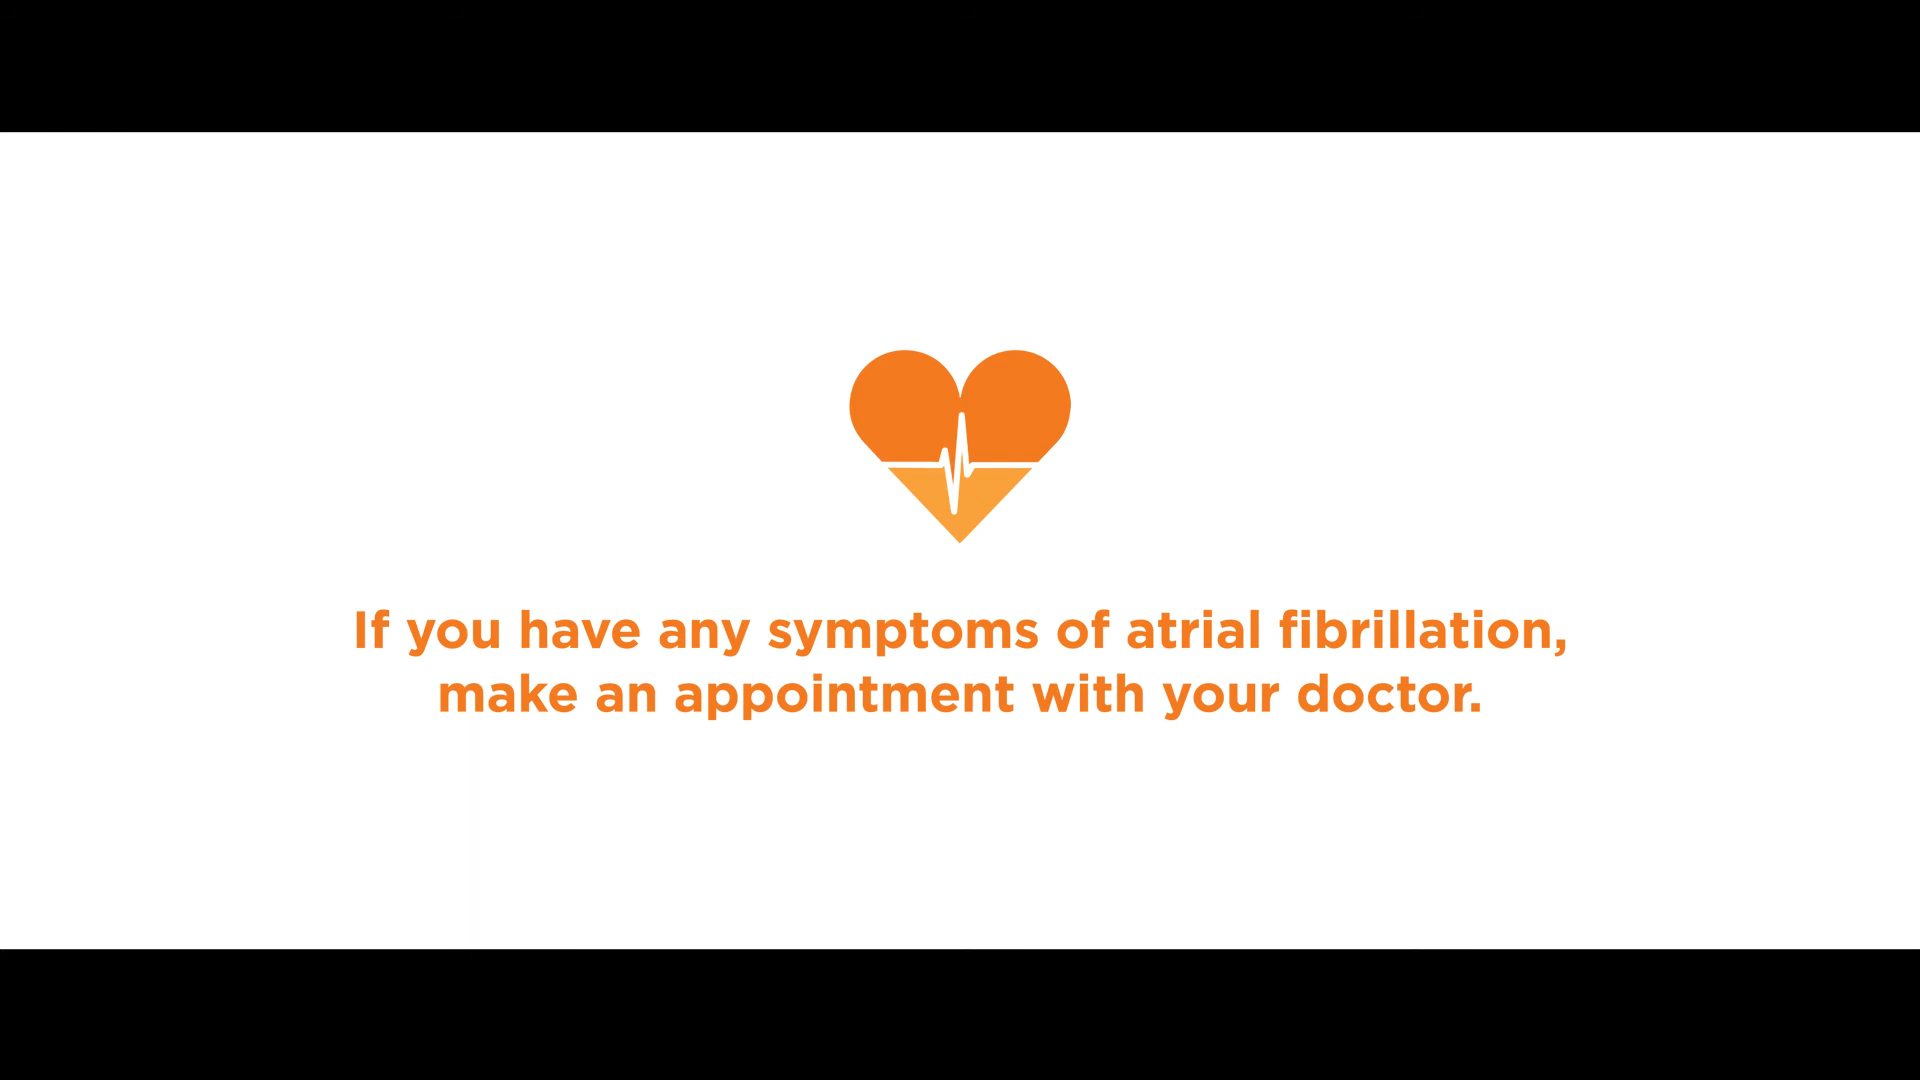 If you have any symptoms of atrial fibrillation,
make an appointment with your doctor.